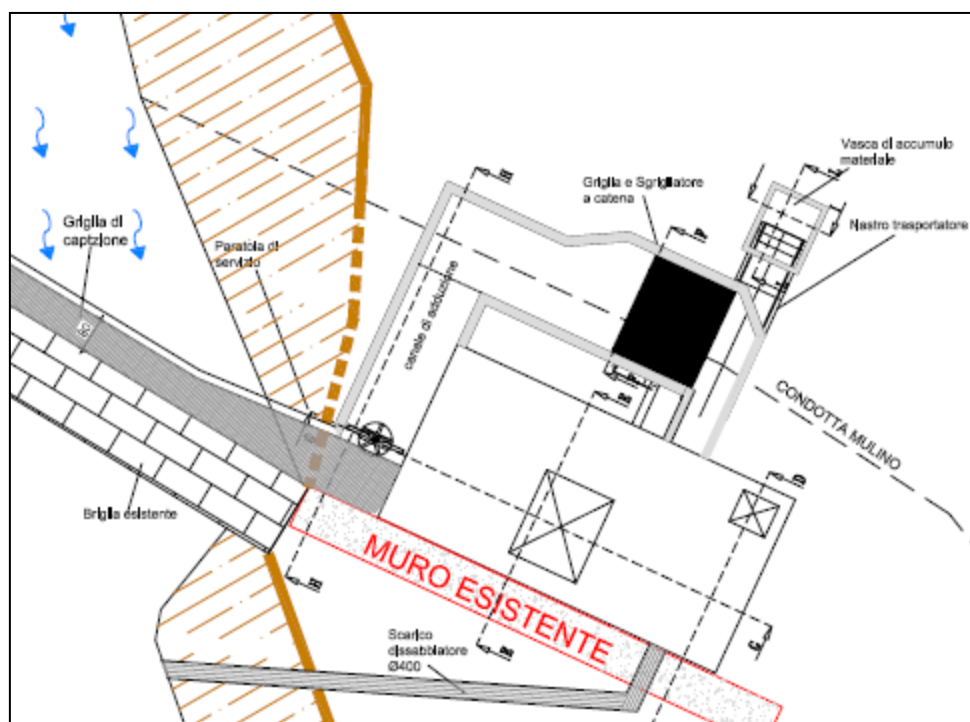 Vasca di accumulo
materiale
Griglia e Sgrigliatore
a catena
Nastro trasportatore
Griglia di
captzione
Paratoia di
servizio
canale di adduzione
CONDOTTA MULINO
Briglia esistente
MURO ESISTENTE
Scarico
dissabbiatore
Ø400